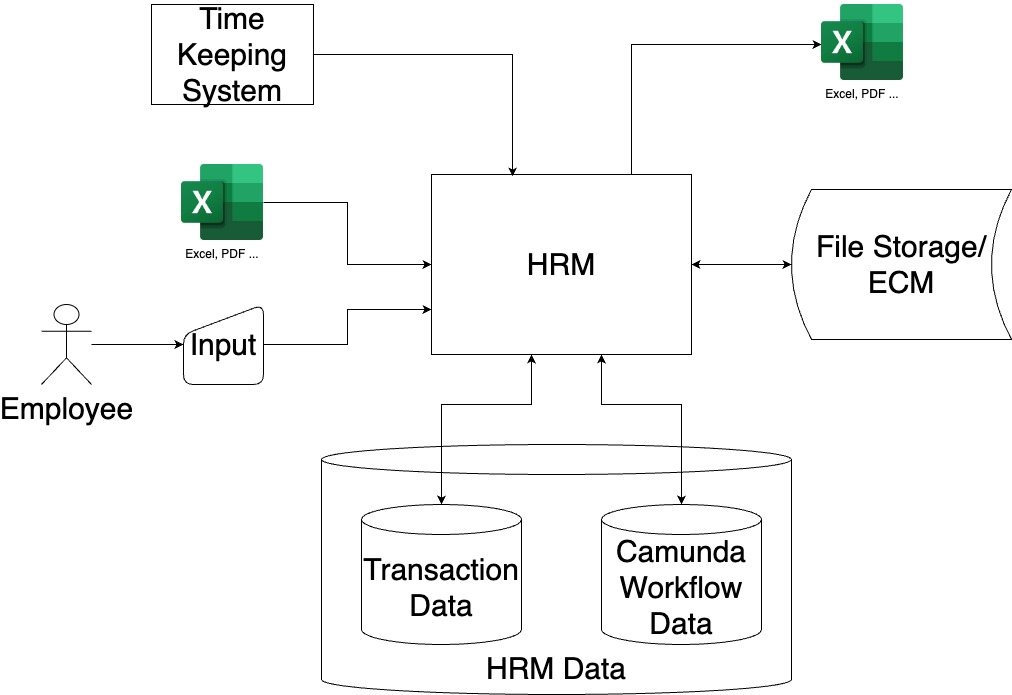 Time
Keeping
System
X
Excel, PDF ...
X
Excel, PDF ...
HRM
File Storage/
ECM
Input
Employee
Transaction
Data
Camunda
Workflow
Data
HRM Data